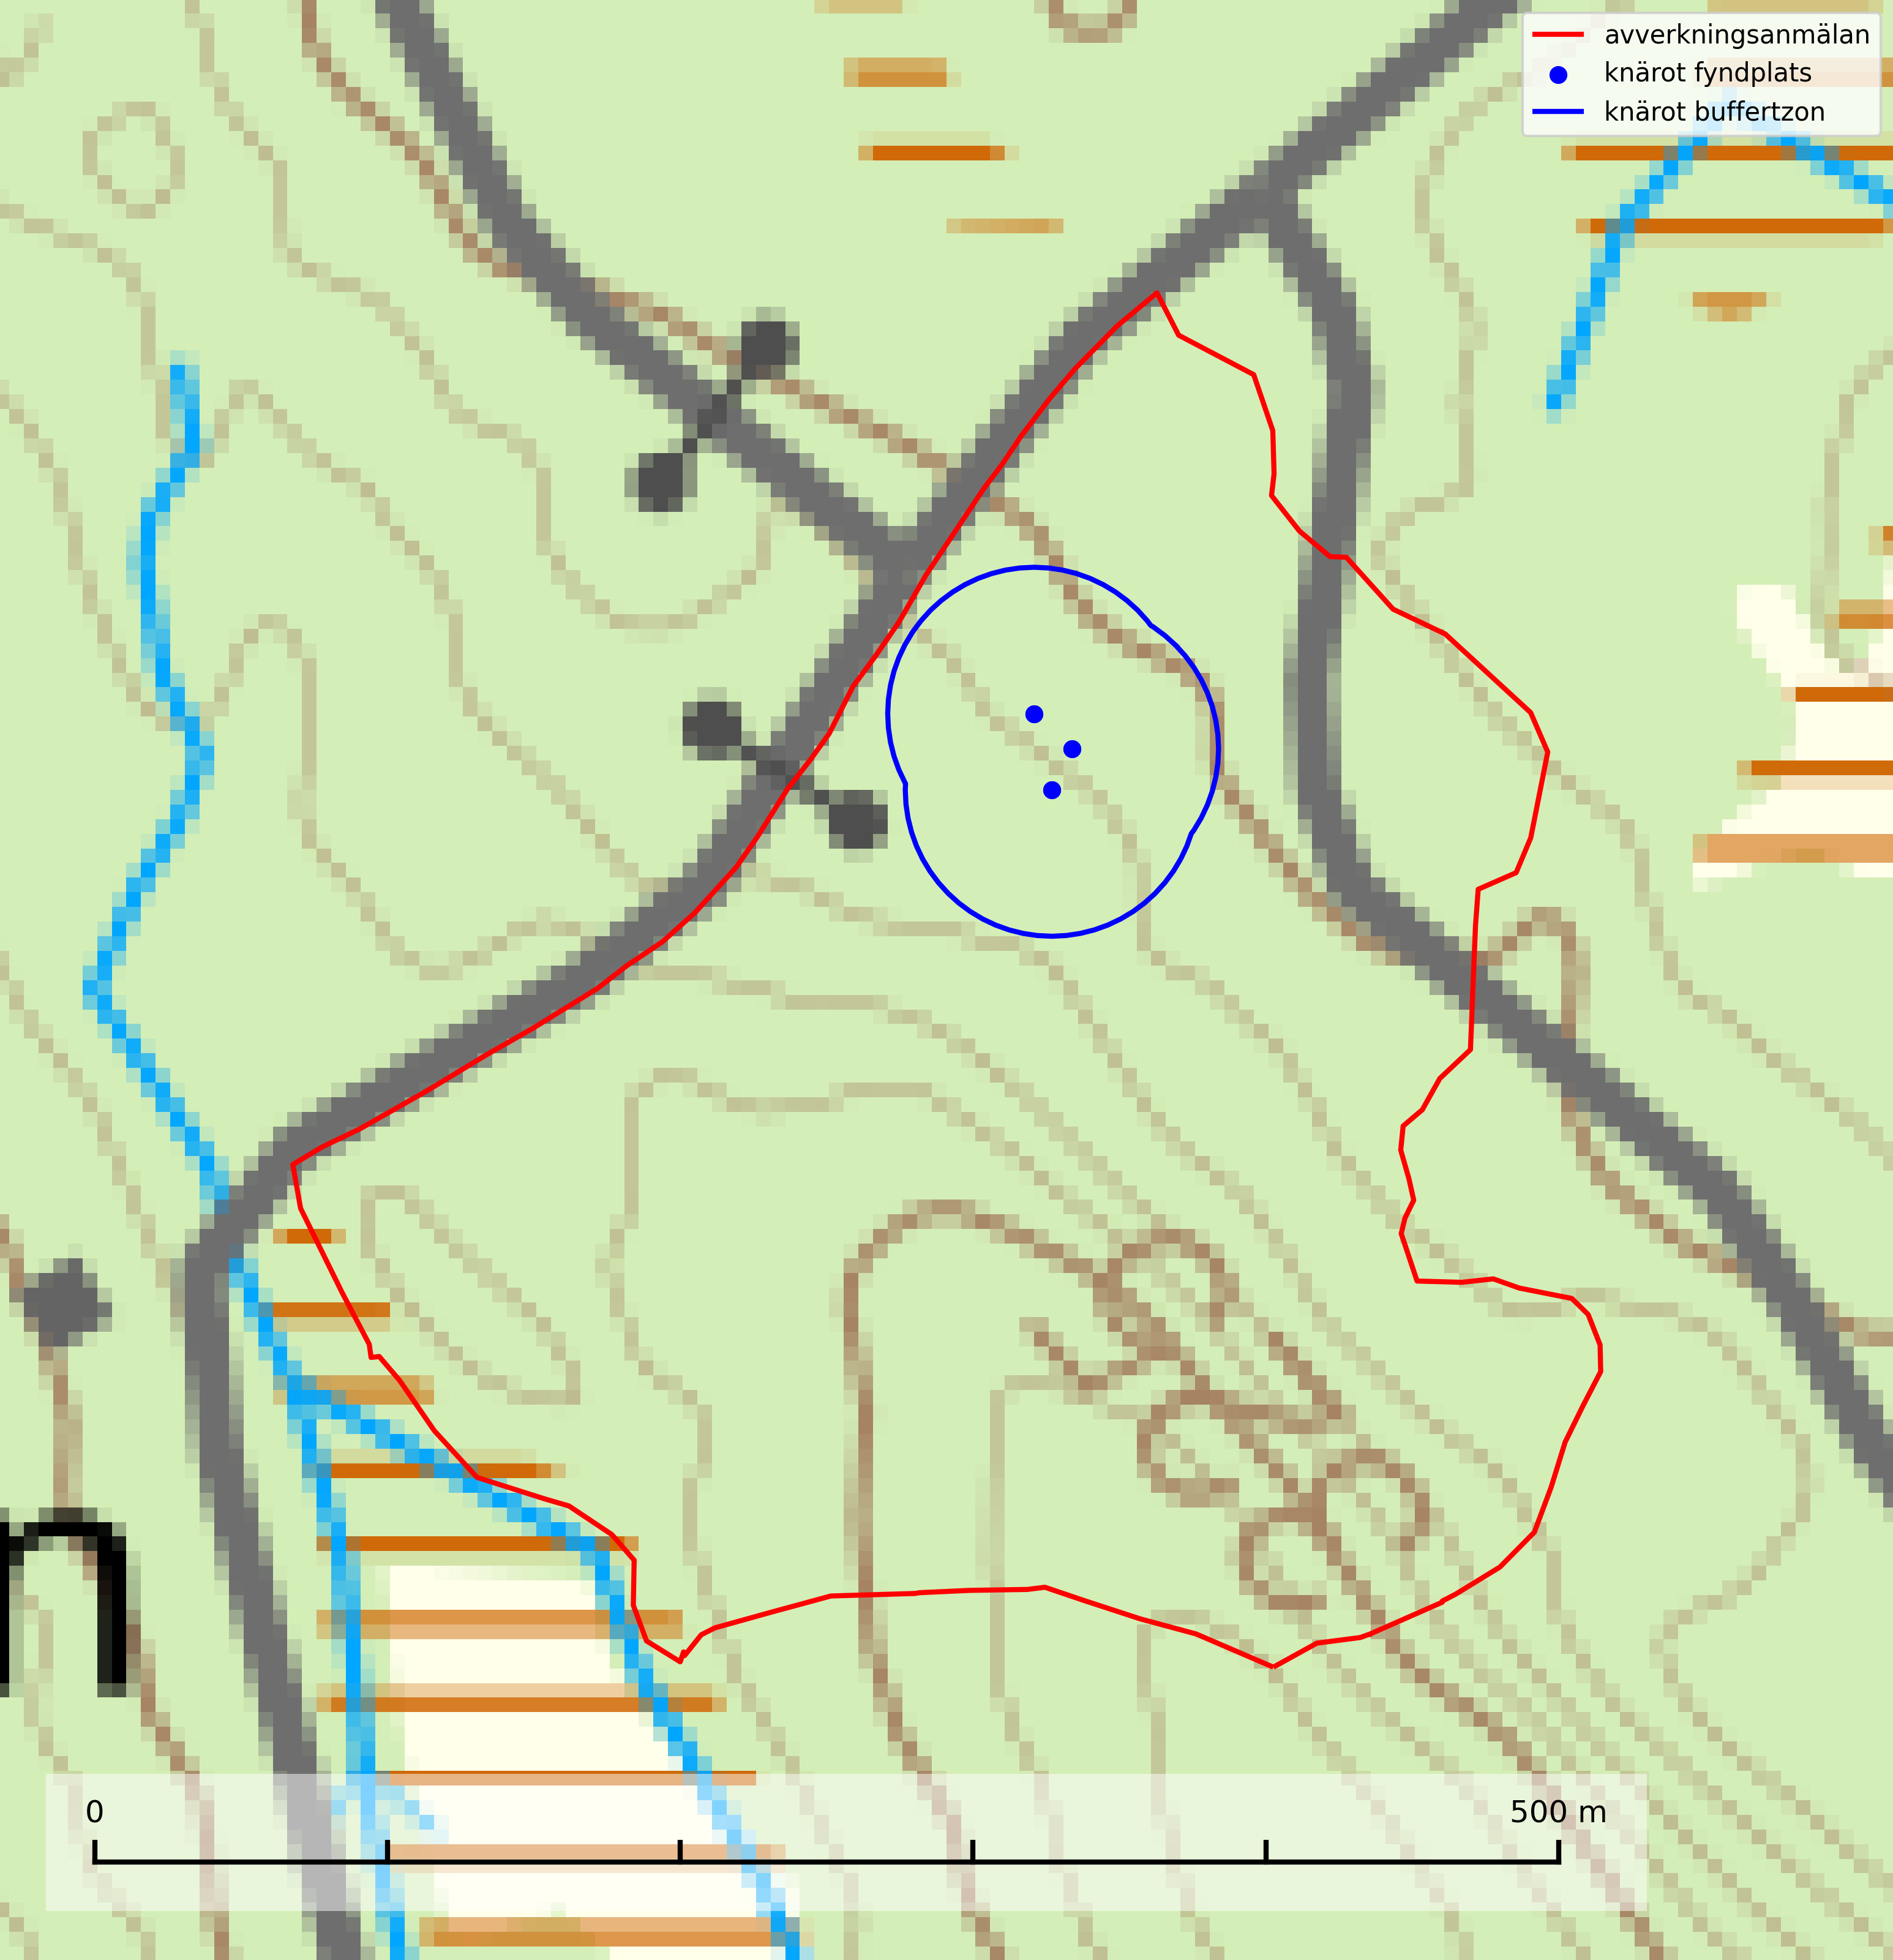 avverkningsanmälan
knärot fyndplats
knärot buffertzon
0 500 m